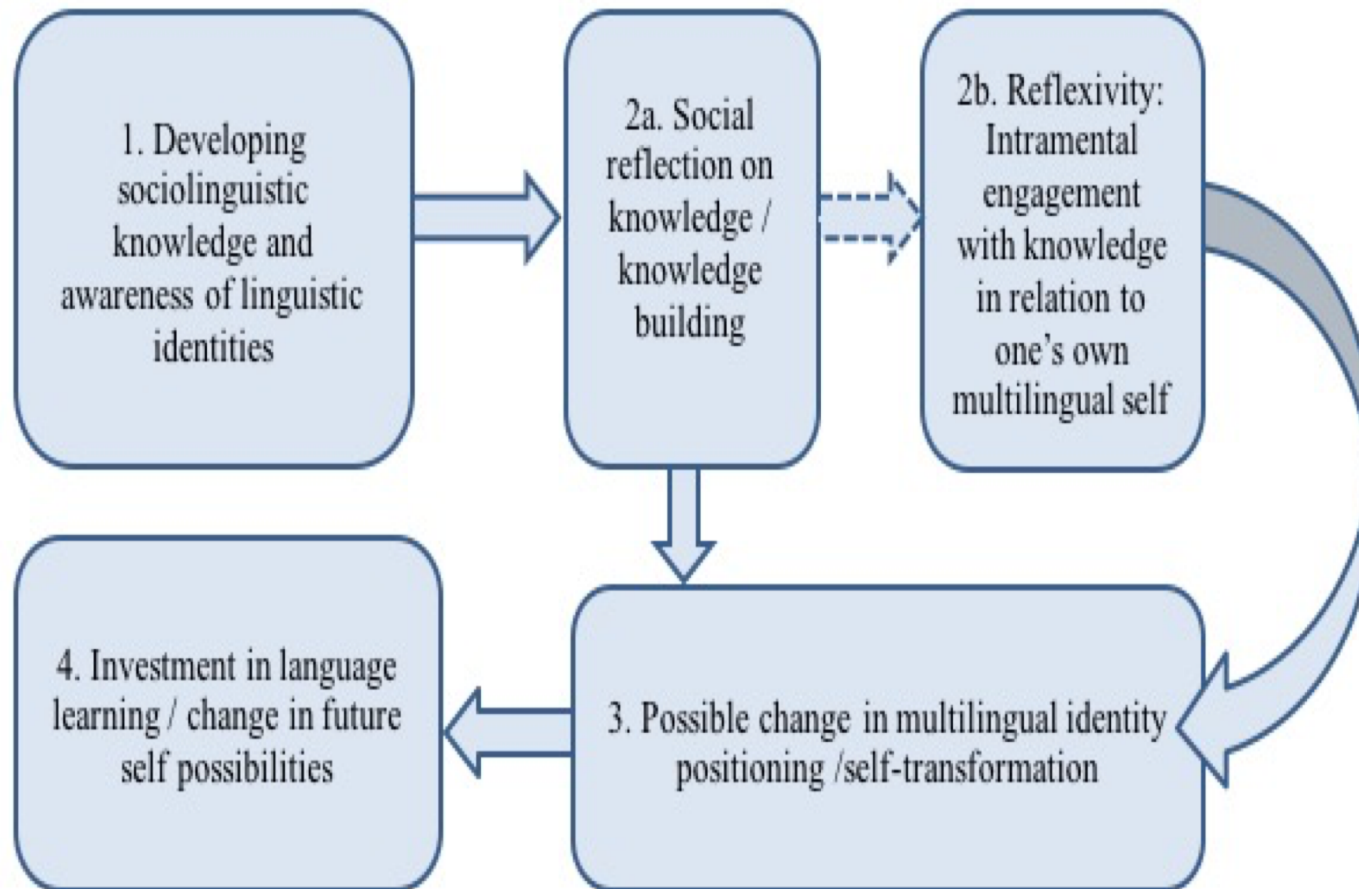 1. Developing
sociolinguistic
knowledge and
awareness of linguistic
identities
2a. Social
reflection on
knowledge /
knowledge
building
2b. Reflexivity:
Intramental
engagement
with knowledge
in relation to
one’s own
multilingual self
3. Possible change in multilingual identity
positioning /self-transformation
4. Investment in language
learning / change in future
self possibilities